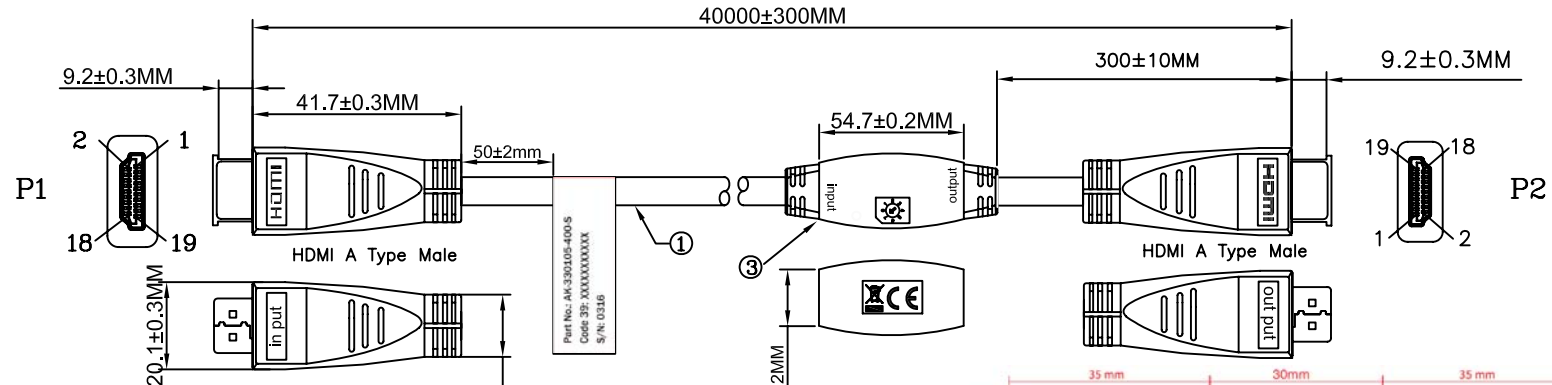 40000±300MM
9.2±0.3MM
300±10MM
9.2±0.3MM
41.7±0.3MM
54.7±0.2MM
50±2mm
2
1
19
18
P1
HDMI
input
output
HDMI
P2
18
19
1
2
HDMI A Type Male
①
③
HDMI A Type Male
Part No.: AK-330105-400-S
Code 39: XXXXXXXXXXX
S/N: 0316
20.1±0.3MM
in put
CE
out put
2MM
35 mm
30mm
35 mm